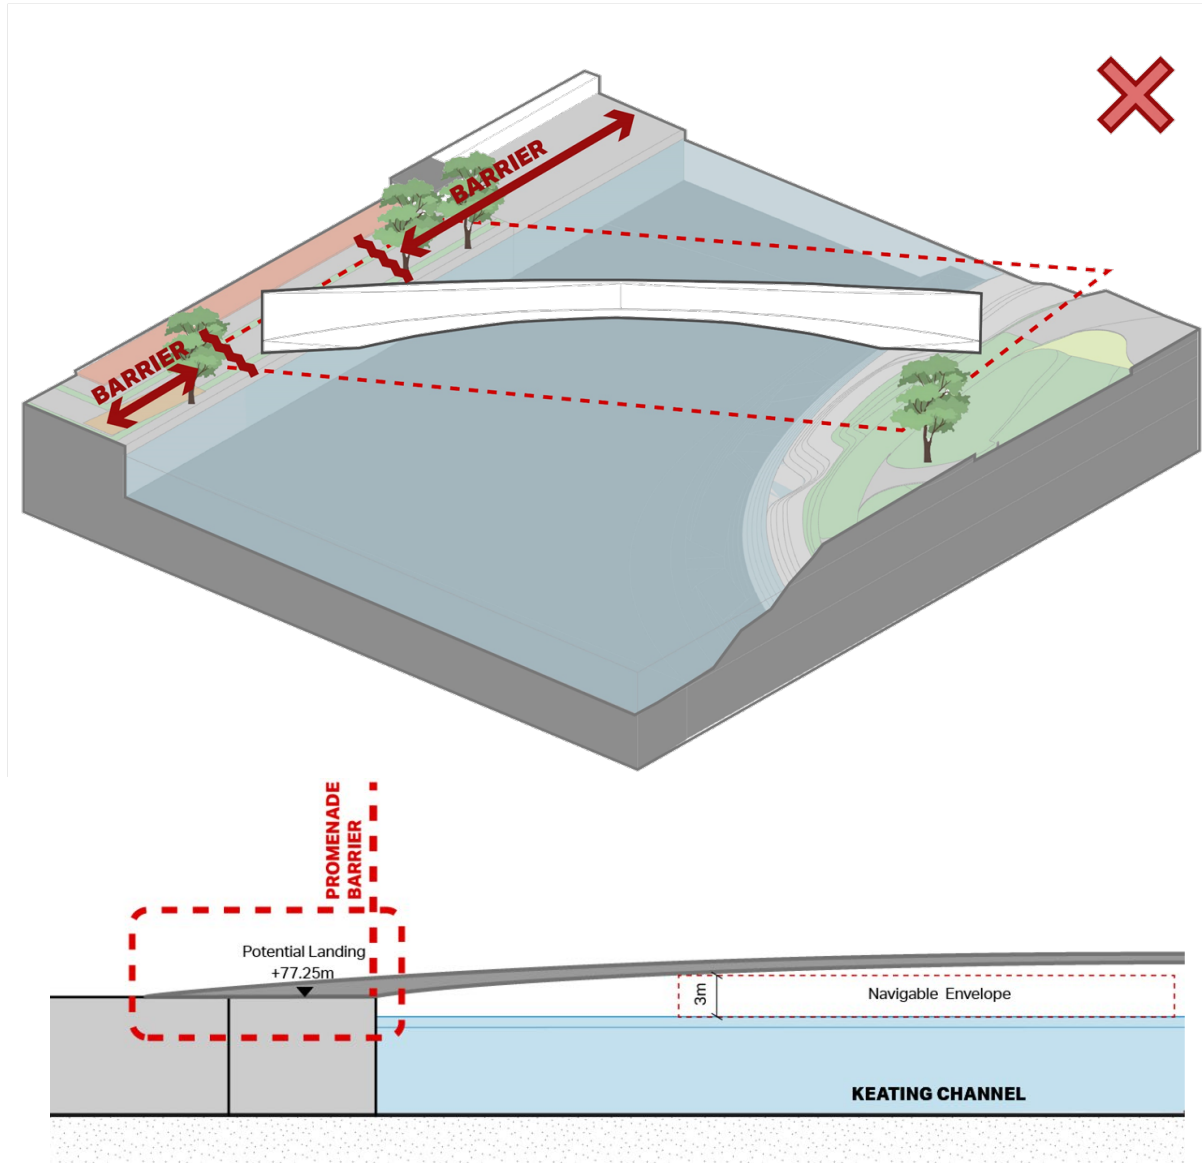 BARRIER
BARRIER
PROMENADE
BARRIER
Potential Landing
+77.25m
3m
Navigable Envelope
KEATING CHANNEL